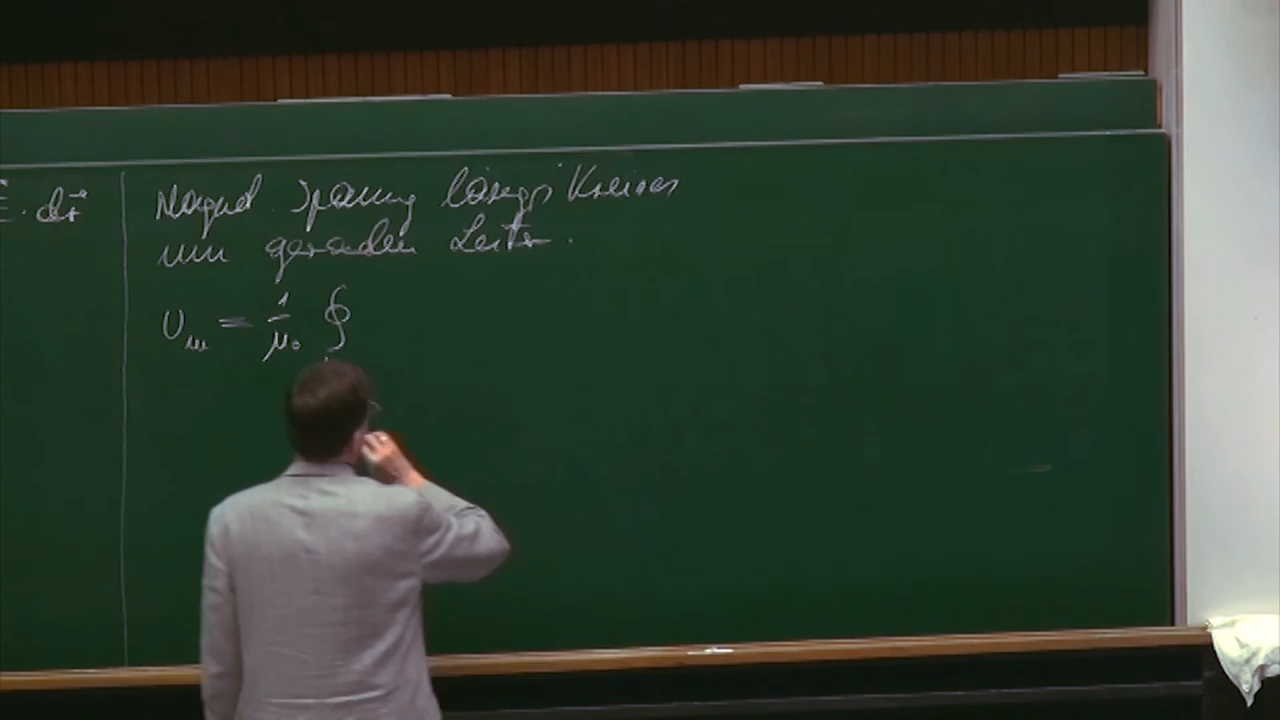 E · dr⃗
Magnet. Spannung längs Kreises
um geraden Leiter.
U_m = 1/μ₀ ∮